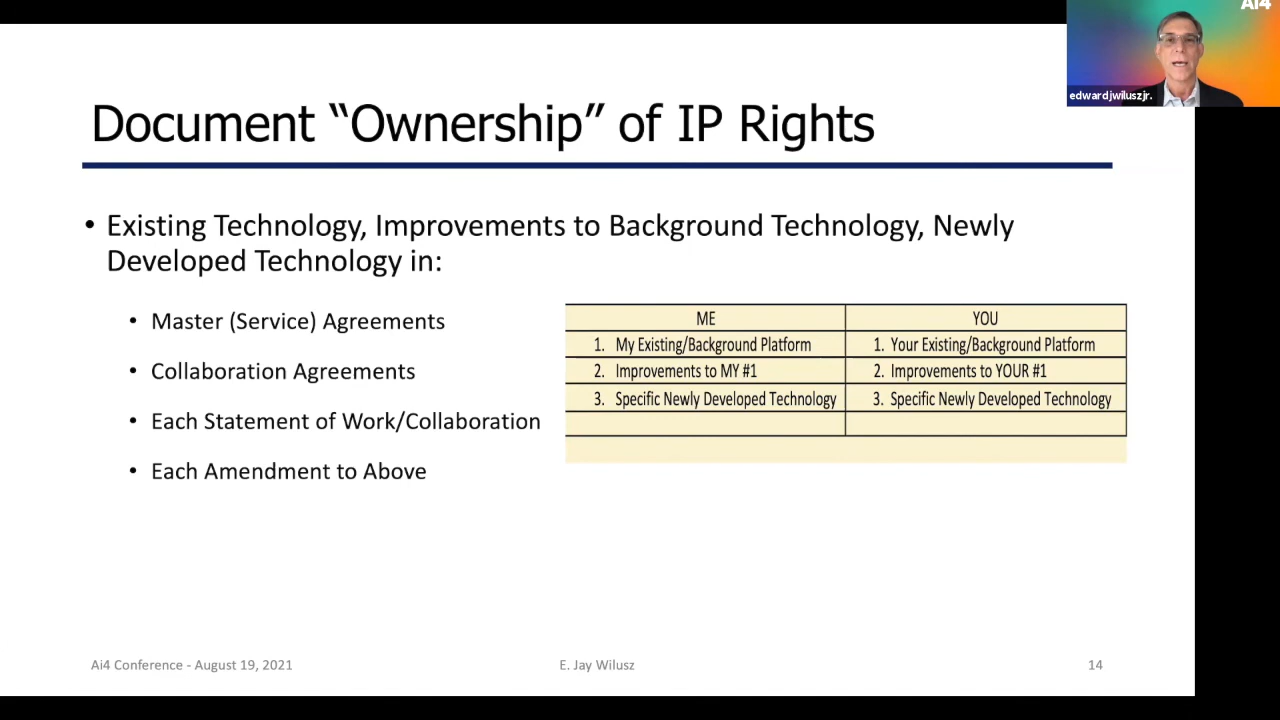 Ai4
edwardjwiluszjr.
Document “Ownership” of IP Rights
• Existing Technology, Improvements to Background Technology, Newly
Developed Technology in:
• Master (Service) Agreements
• Collaboration Agreements
• Each Statement of Work/Collaboration
• Each Amendment to Above
ME YOU
1. My Existing/Background Platform 1. Your Existing/Background Platform
2. Improvements to MY #1 2. Improvements to YOUR #1
3. Specific Newly Developed Technology 3. Specific Newly Developed Technology
Ai4 Conference - August 19, 2021 E. Jay Wilusz 14